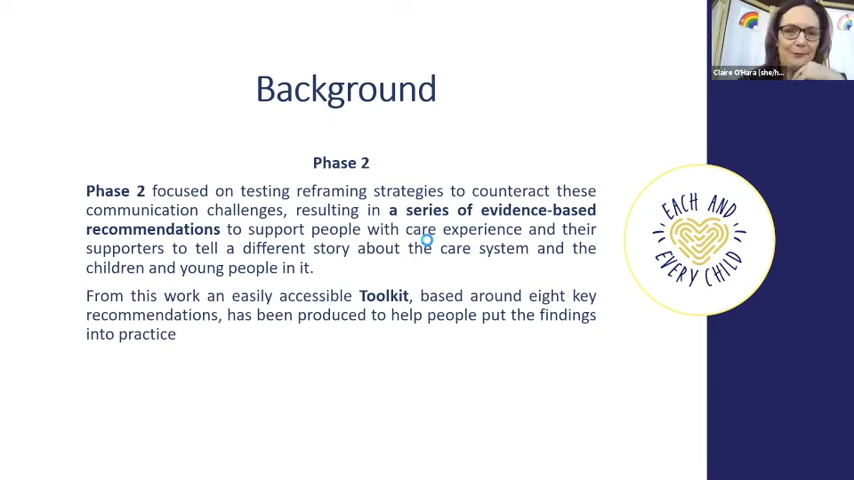 Background
Phase 2
Phase 2 focused on testing reframing strategies to counteract these
communication challenges, resulting in a series of evidence-based
recommendations to support people with care experience and their
supporters to tell a different story about the care system and the
children and young people in it.
From this work an easily accessible Toolkit, based around eight key
recommendations, has been produced to help people put the findings
into practice
Claire O'Hara (she/h...
EACH AND
EVERY CHILD